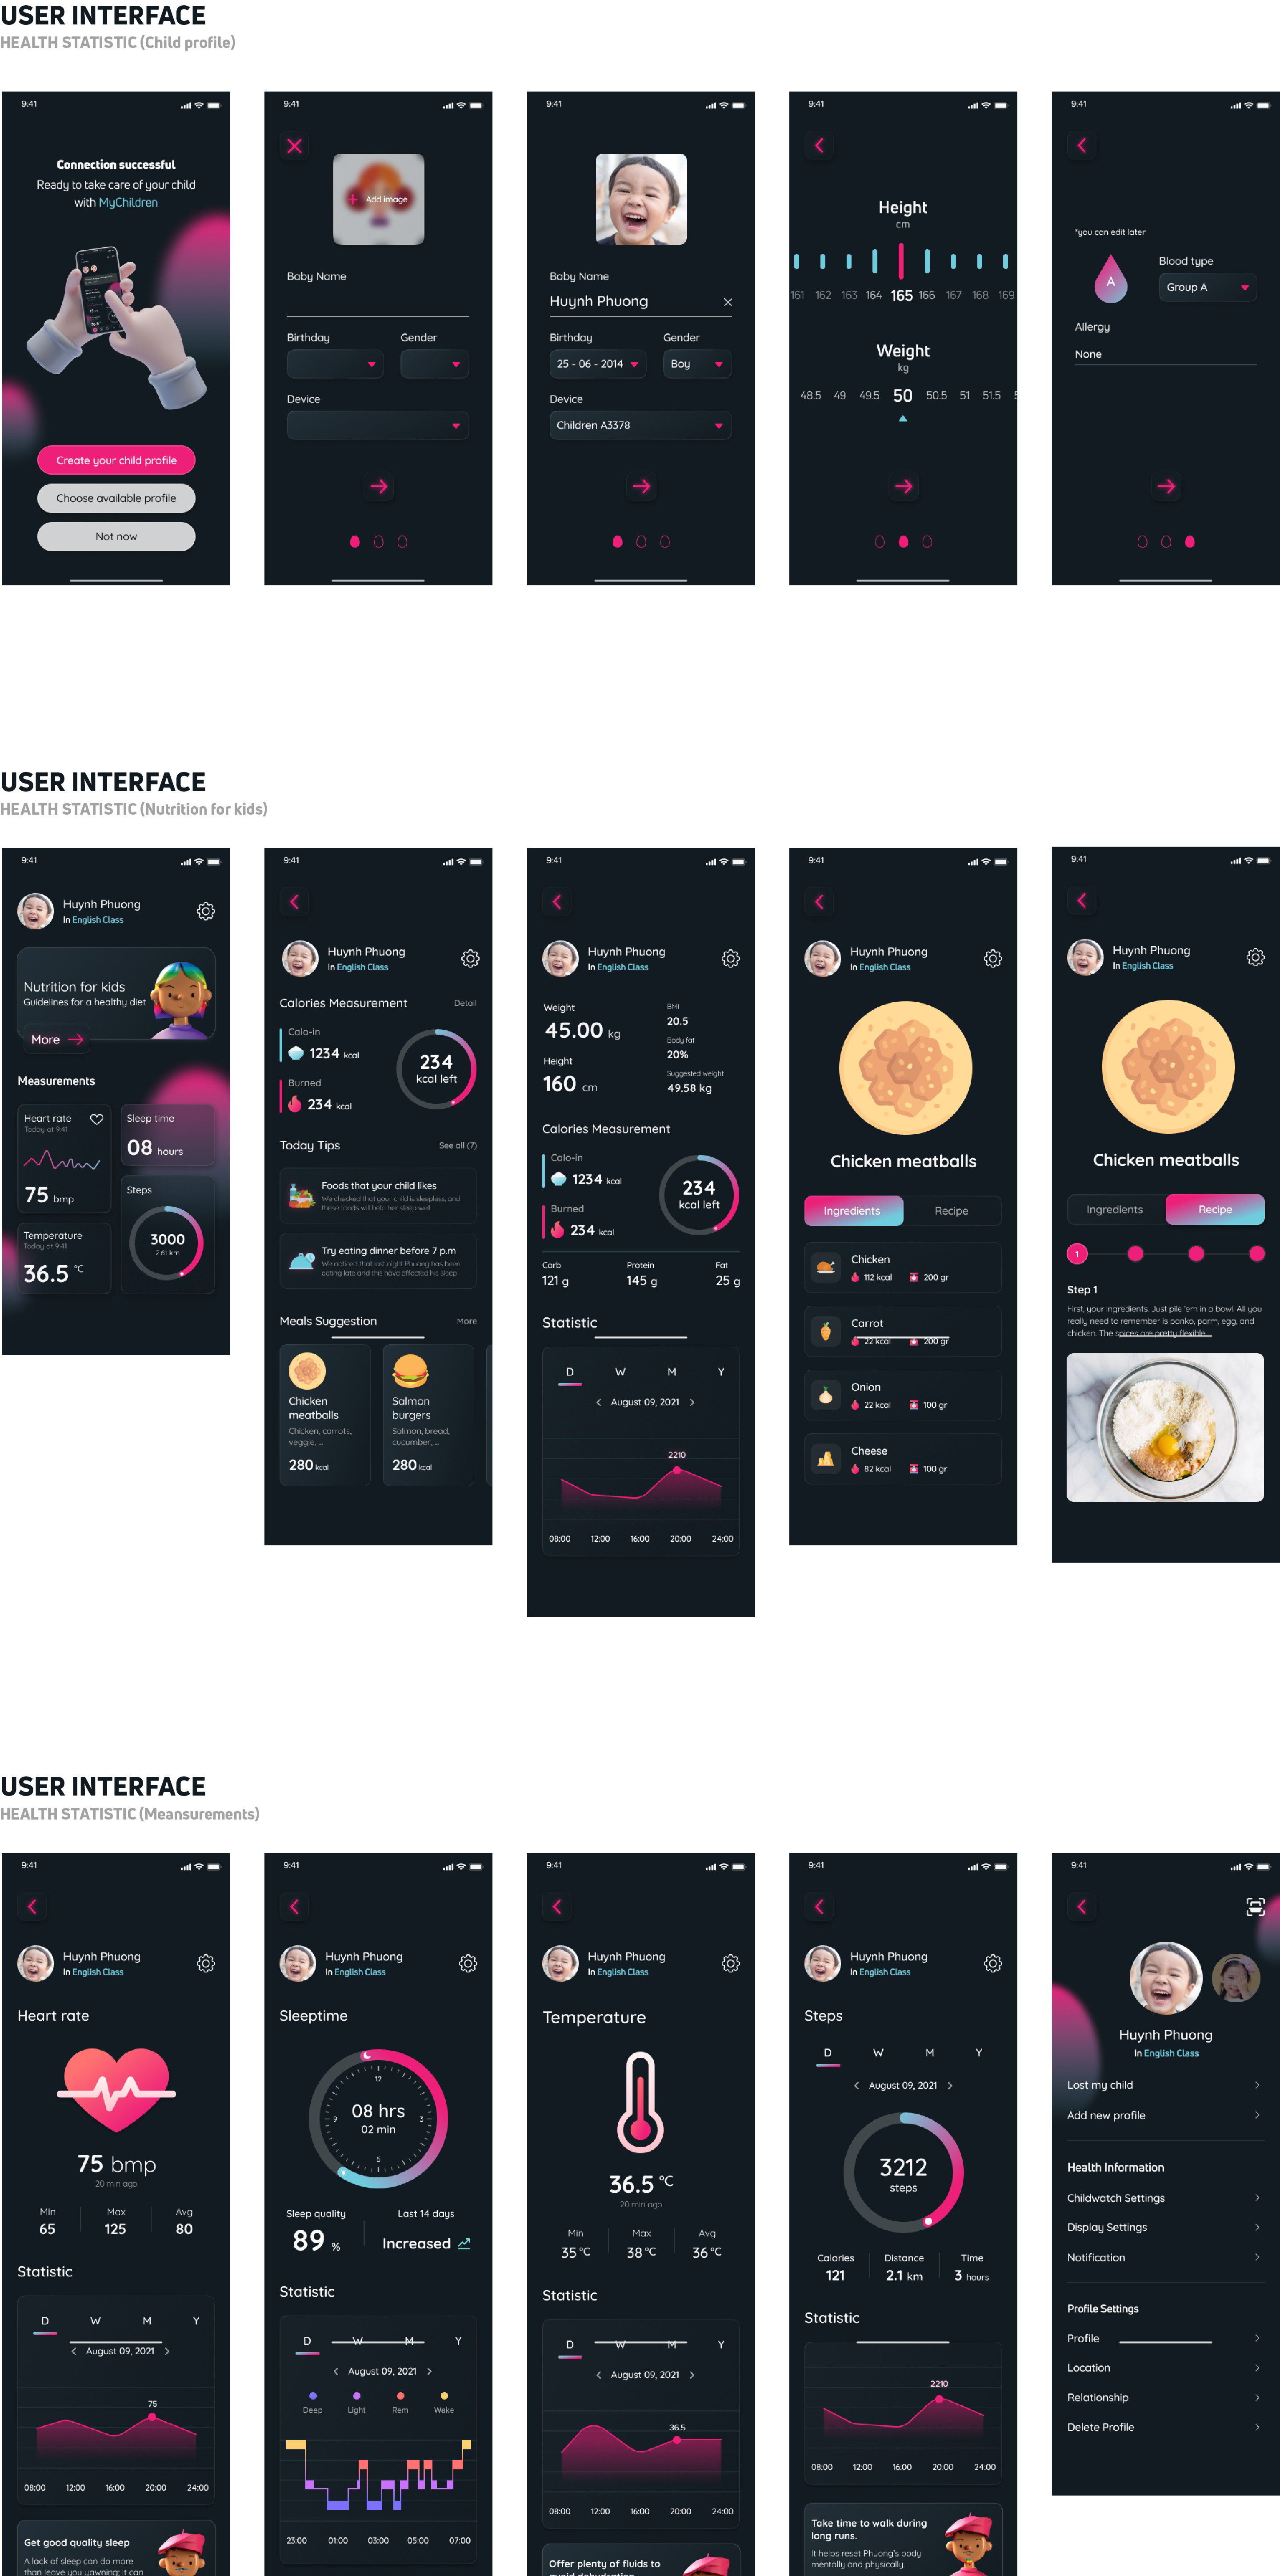 USER INTERFACE
HEALTH STATISTIC (Child profile)
9:41
Connection successful
Ready to take care of your child
with MyChildren
Create your child profile
Choose available profile
Not now
9:41
Add image
Baby Name
Birthday Gender
Device
9:41
Baby Name
Huynh Phuong
Birthday Gender
25 - 06 - 2014 Boy
Device
Children A3378
9:41
Height
cm
161 162 163 164 165 166 167 168 169
Weight
kg
48.5 49 49.5 50 50.5 51 51.5
9:41
*you can edit later
A
Blood type
Group A
Allergy
None
USER INTERFACE
HEALTH STATISTIC (Nutrition for kids)
9:41
Huynh Phuong
In English Class
Nutrition for kids
Guidelines for a healthy diet
More
Measurements
Heart rate
Today at 9:41
75 bmp
Sleep time
08 hours
Steps
3000
2.61 km
Temperature
Today at 9:41
36.5 °C
9:41
Huynh Phuong
In English Class
Calories Measurement Detail
Calo-in
1234 kcal
Burned
234 kcal
234
kcal left
Today Tips See all (7)
Foods that your child likes
We checked that your child is sleepless, and
these foods will help her sleep well.
Try eating dinner before 7 p.m
We noticed that last night Phuong has been
eating late and this have effected his sleep
Meals Suggestion More
Chicken
meatballs
Chicken, carrots,
veggie, ...
280 kcal
Salmon
burgers
Salmon, bread,
cucumber, ...
280 kcal
9:41
Huynh Phuong
In English Class
Weight
45.00 kg
Height
160 cm
BMI
20.5
Body fat
20%
Suggested weight
49.58 kg
Calories Measurement
Calo-in
1234 kcal
Burned
234 kcal
234
kcal left
Carb Protein Fat
121 g 145 g 25 g
Statistic
D W M Y
August 09, 2021
2210
08:00 12:00 16:00 20:00 24:00
9:41
Huynh Phuong
In English Class
Chicken meatballs
Ingredients Recipe
Chicken
112 kcal 200 gr
Carrot
22 kcal 200 gr
Onion
22 kcal 100 gr
Cheese
82 kcal 100 gr
9:41
Huynh Phuong
In English Class
Chicken meatballs
Ingredients Recipe
1
Step 1
First, your ingredients. Just pile 'em in a bowl. All you
really need to remember is panko, parm, egg, and
chicken. The spices are pretty flexible.
USER INTERFACE
HEALTH STATISTIC (Meansurements)
9:41
Huynh Phuong
In English Class
Heart rate
75 bmp
20 min ago
Min Max Avg
65 125 80
Statistic
D W M Y
August 09, 2021
75
08:00 12:00 16:00 20:00 24:00
Get good quality sleep
A lack of sleep can do more
than leave you yawning; it can
9:41
Huynh Phuong
In English Class
Sleeptime
12
9 3
6
08 hrs
02 min
Sleep quality Last 14 days
89 % Increased
Statistic
D W M Y
August 09, 2021
Deep Light Rem Wake
23:00 01:00 03:00 05:00 07:00
9:41
Huynh Phuong
In English Class
Temperature
36.5 °C
20 min ago
Min Max Avg
35 °C 38 °C 36 °C
Statistic
D W M Y
August 09, 2021
36.5
08:00 12:00 16:00 20:00 24:00
Offer plenty of fluids to
avoid dehydration
9:41
Huynh Phuong
In English Class
Steps
D W M Y
August 09, 2021
3212
steps
Calories Distance Time
121 2.1 km 3 hours
Statistic
2210
08:00 12:00 16:00 20:00 24:00
Take time to walk during
long runs.
It helps reset Phuong's body
mentally and physically.
9:41
Huynh Phuong
In English Class
Lost my child
Add new profile
Health Information
Childwatch Settings
Display Settings
Notification
Profile Settings
Profile
Location
Relationship
Delete Profile